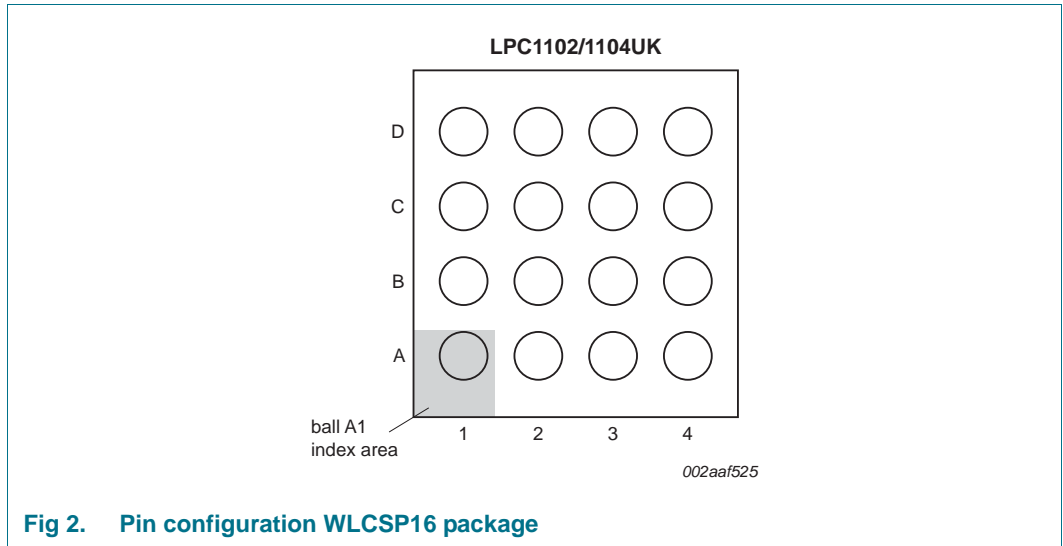 LPC1102/1104UK
D
C
B
A
ball A1
index area
1 2 3 4
002aaf525
Fig 2. Pin configuration WLCSP16 package